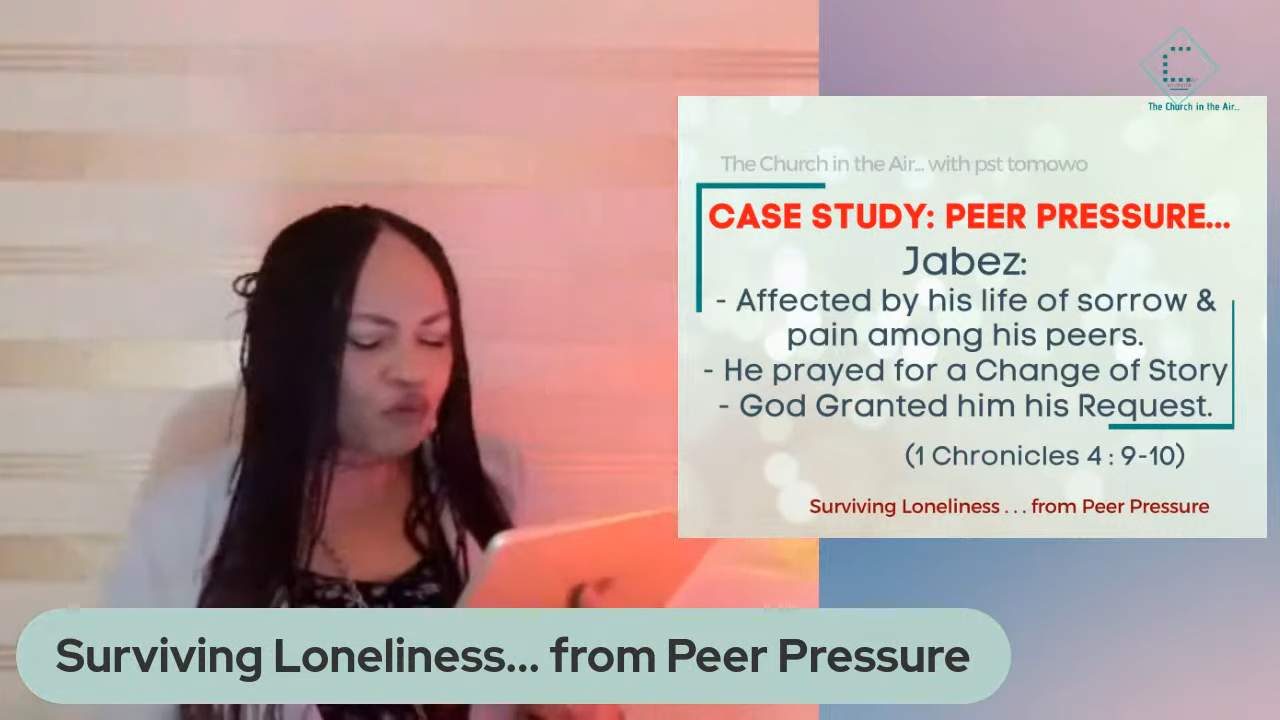 The Church in the Air...
The Church in the Air... with pst tomowo
CASE STUDY: PEER PRESSURE...
Jabez:
- Affected by his life of sorrow &
pain among his peers.
- He prayed for a Change of Story
- God Granted him his Request.
(1 Chronicles 4 : 9-10)
Surviving Loneliness . . . from Peer Pressure
Surviving Loneliness... from Peer Pressure